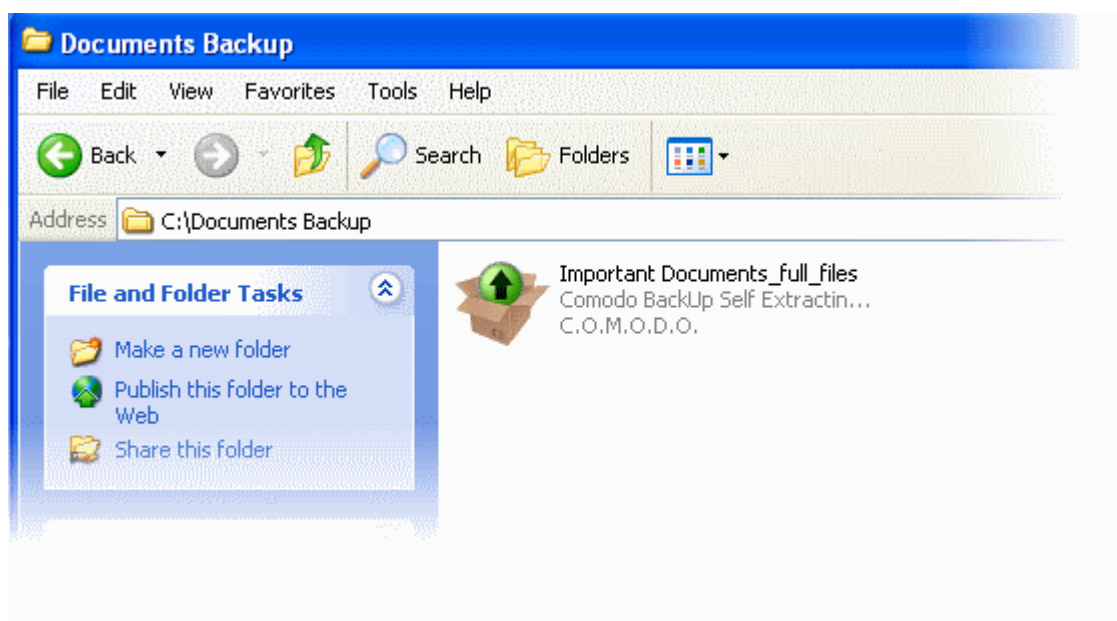 Documents Backup
File Edit View Favorites Tools Help
Back Search Folders
Address C:\Documents Backup
File and Folder Tasks
Make a new folder
Publish this folder to the
Web
Share this folder
Important Documents_full_files
Comodo BackUp Self Extractin...
C.O.M.O.D.O.